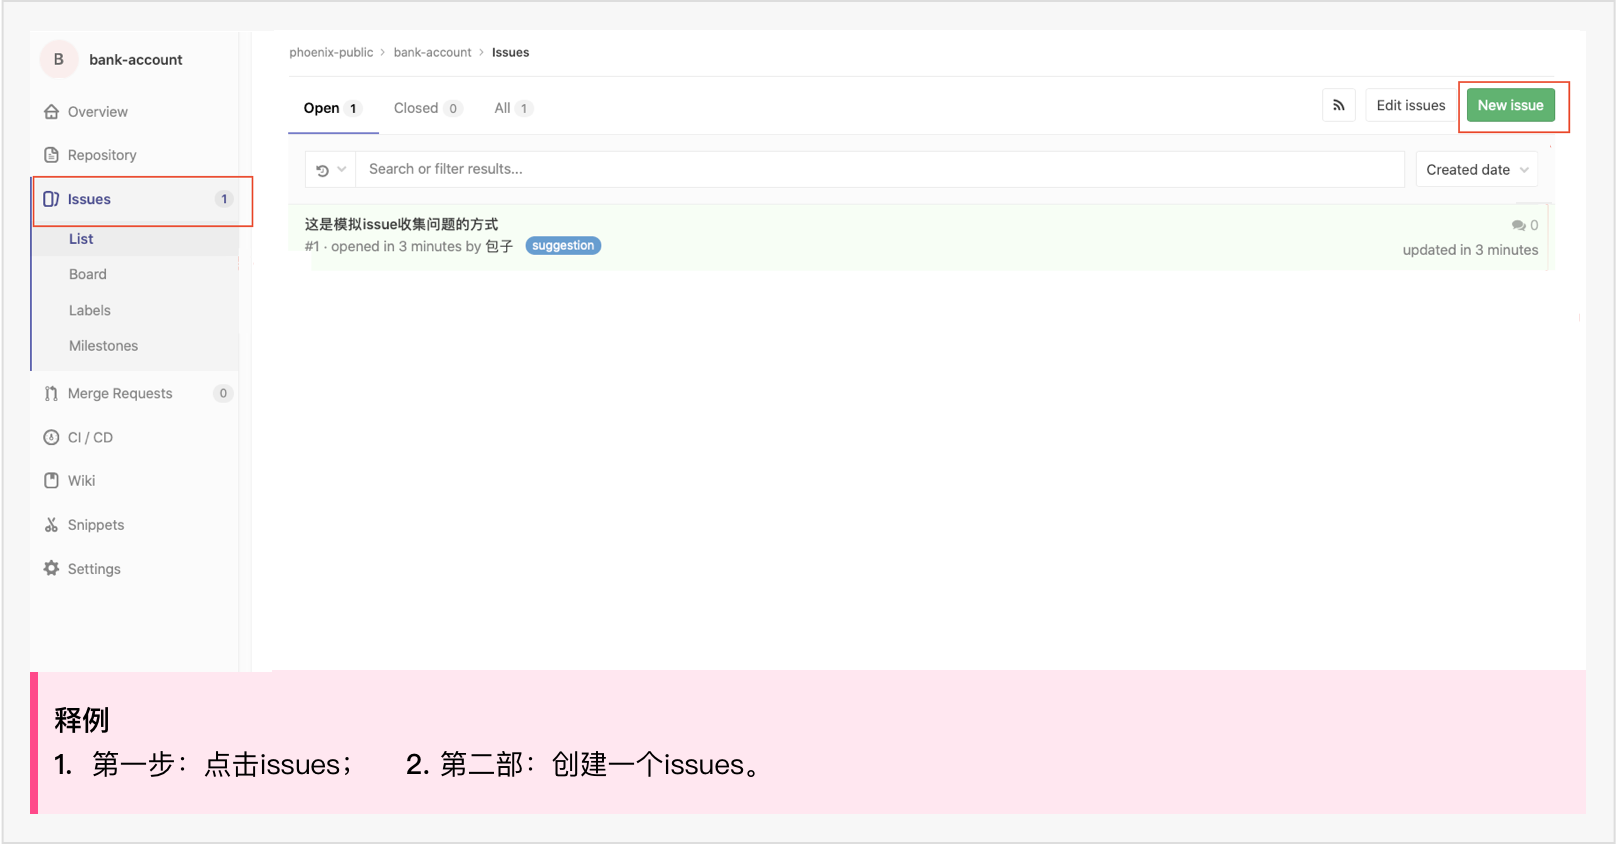 B bank-account
Overview
Repository
Issues 1
List
Board
Labels
Milestones
Merge Requests 0
CI / CD
Wiki
Snippets
Settings
phoenix-public > bank-account > Issues
Open 1 Closed 0 All 1
Edit issues New issue
Search or filter results... Created date
这是模拟issue收集问题的方式 0
#1 · opened in 3 minutes by 包子 suggestion updated in 3 minutes
释例
1. 第一步：点击issues； 2. 第二部：创建一个issues。